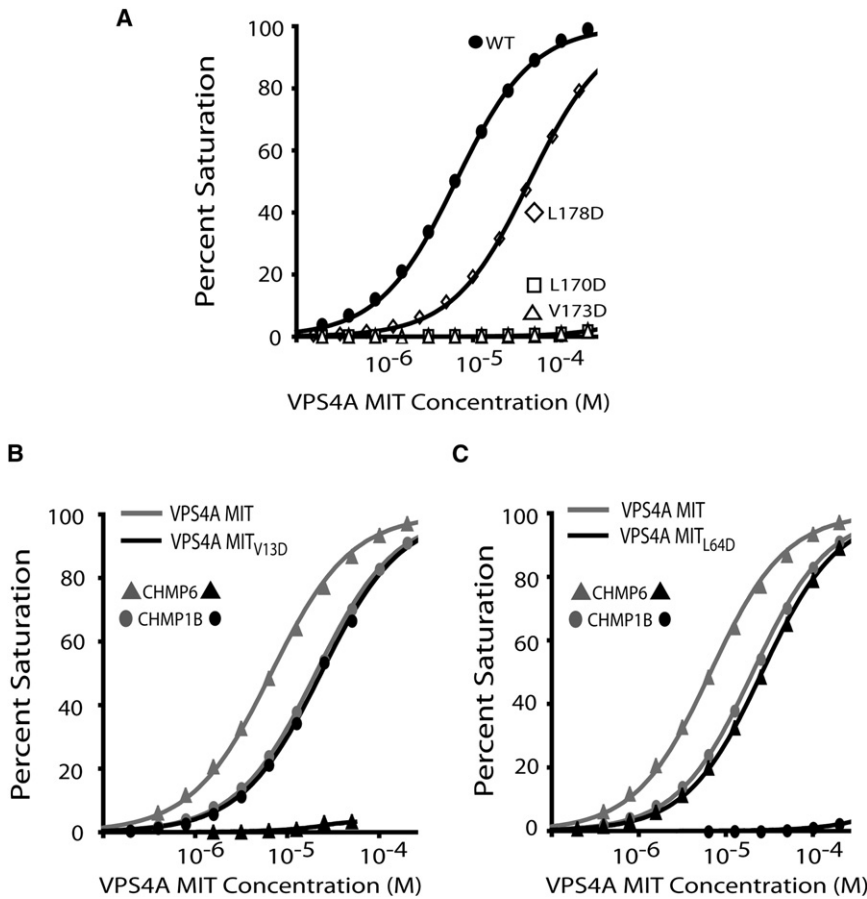 A
Percent Saturation
100
80
60
40
20
0
WT
L178D
L170D
V173D
10-6
10-5
10-4
VPS4A MIT Concentration (M)
B
Percent Saturation
100
80
60
40
20
0
VPS4A MIT
VPS4A MITV13D
CHMP6
CHMP1B
10-6
10-5
10-4
VPS4A MIT Concentration (M)
C
Percent Saturation
100
80
60
40
20
0
VPS4A MIT
VPS4A MITL64D
CHMP6
CHMP1B
10-6
10-5
10-4
VPS4A MIT Concentration (M)